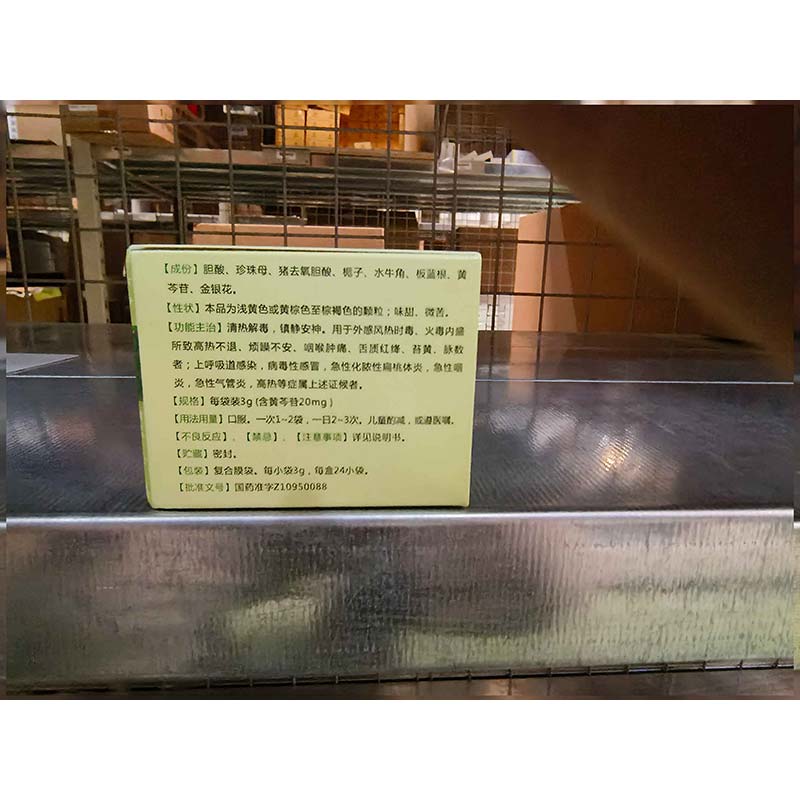 【成份】胆酸、珍珠母、猪去氧胆酸、栀子、水牛角、板蓝根、黄
芩苷、金银花。
【性状】本品为浅黄色或黄棕色至棕褐色的颗粒；味甜、微苦。
【功能主治】清热解毒，镇静安神。用于外感风热时毒、火毒内盛
所致高热不退、烦躁不安、咽喉肿痛、舌质红绛、苔黄、脉数
者；上呼吸道感染，病毒性感冒，急性化脓性扁桃体炎，急性咽
炎，急性气管炎，高热等症属上述证候者。
【规格】每袋装3g (含黄芩苷20mg )
【用法用量】口服。一次1~2袋，一日2~3次。儿童酌减，或遵医嘱。
【不良反应】、【禁忌】、【注意事项】详见说明书。
【贮藏】密封。
【包装】复合膜袋。每小袋3g，每盒24小袋。
【批准文号】国药准字Z10950088